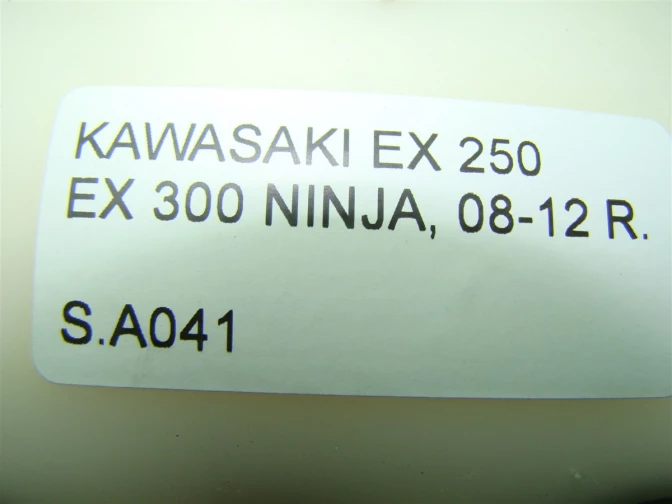 KAWASAKI EX 250
EX 300 NINJA, 08-12 R.
S.A041